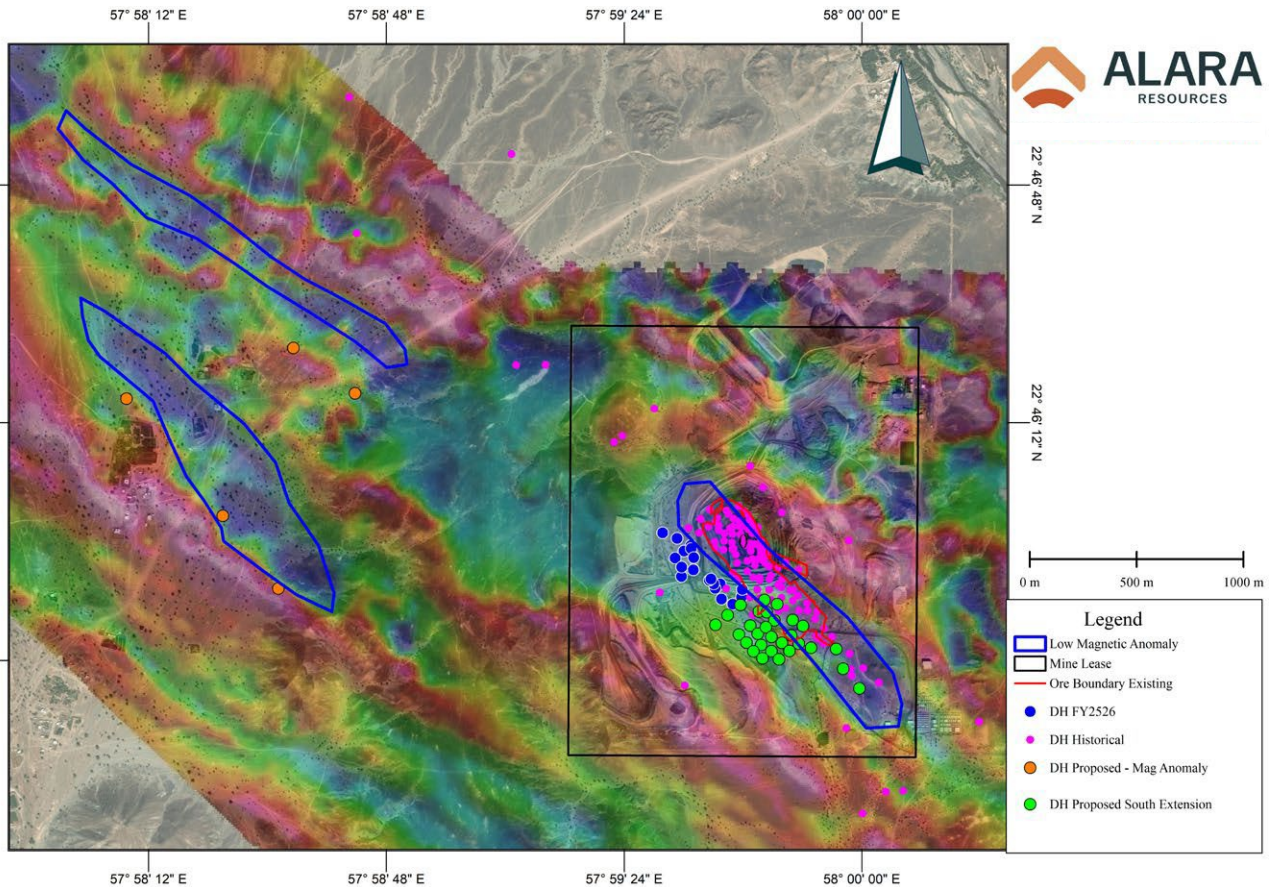 57° 58' 12" E
57° 58' 48" E
57° 59' 24" E
58° 00' 00" E
ALARA
RESOURCES
22° 46' 48" N
22° 46' 12" N
0 m
500 m
1000 m
Legend
Low Magnetic Anomaly
Mine Lease
Ore Boundary Existing
DH FY2526
DH Historical
DH Proposed - Mag Anomaly
DH Proposed South Extension
57° 58' 12" E
57° 58' 48" E
57° 59' 24" E
58° 00' 00" E